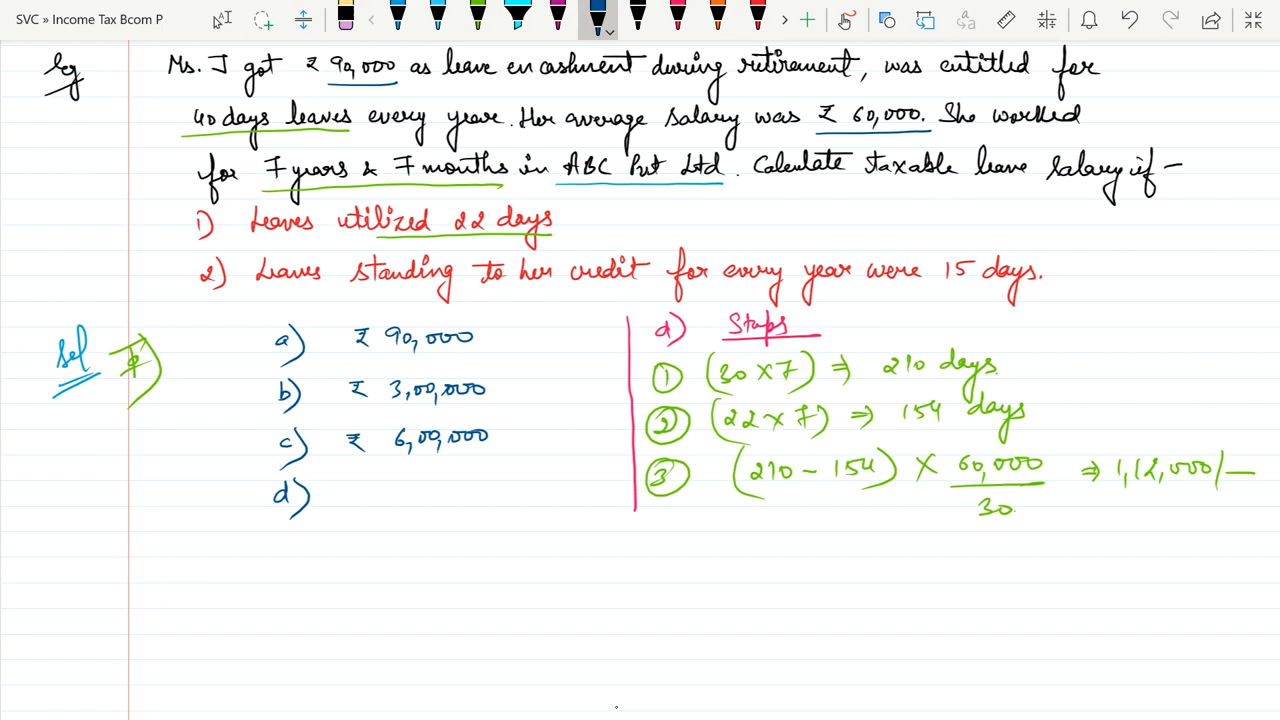 SVC » Income Tax Bcom P
Eg Ms. J got ₹ 90,000 as leave encashment during retirement, was entitled for
40 days leaves every year. Her average salary was ₹ 60,000. She worked
for 7 years & 7 months in ABC Pvt Ltd. Calculate taxable leave salary if –
1) Leaves utilized 22 days
2) Leaves standing to her credit for every year were 15 days.
Sol
a) ₹ 90,000
b) ₹ 3,00,000
c) ₹ 6,00,000
d)
d) Steps
① (30 × 7) ⇒ 210 days.
② (22 × 7) ⇒ 154 days
③ (210 - 154) × 60,000 ⇒ 1,12,000/—
30